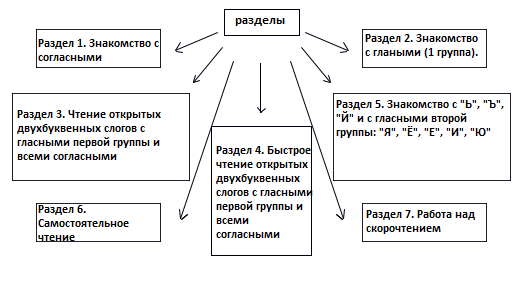 разделы
Раздел 1. Знакомство с
согласными
Раздел 2. Знакомство
с глаными (1 группа).
Раздел 3. Чтение открытых
двухбуквенных слогов с
гласными первой группы и
всеми согласными
Раздел 5. Знакомство с "Ь", "Ъ",
"Й" и с гласными второй
группы: "Я", "Ё", "Е", "И", "Ю"
Раздел 4. Быстрое
чтение открытых
двухбуквенных
слогов с гласными
первой группы и
всеми
согласными
Раздел 6.
Самостоятельное
чтение
Раздел 7. Работа над
скорочтением